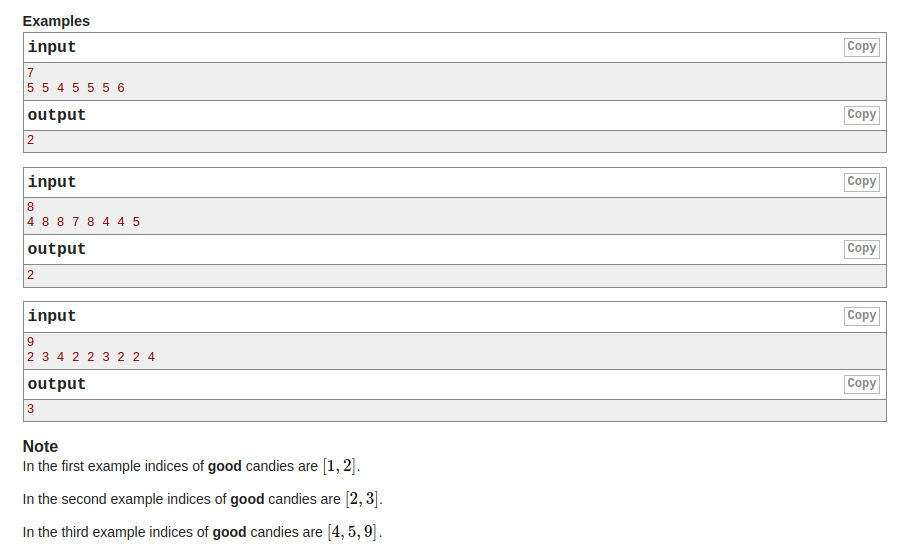 Examples
input
Copy
7
5 5 4 5 5 5 6
output
Copy
2
input
Copy
8
4 8 8 7 8 4 4 5
output
Copy
2
input
Copy
9
2 3 4 2 2 3 2 2 4
output
Copy
3
Note
In the first example indices of good candies are [1, 2].
In the second example indices of good candies are [2, 3].
In the third example indices of good candies are [4, 5, 9].